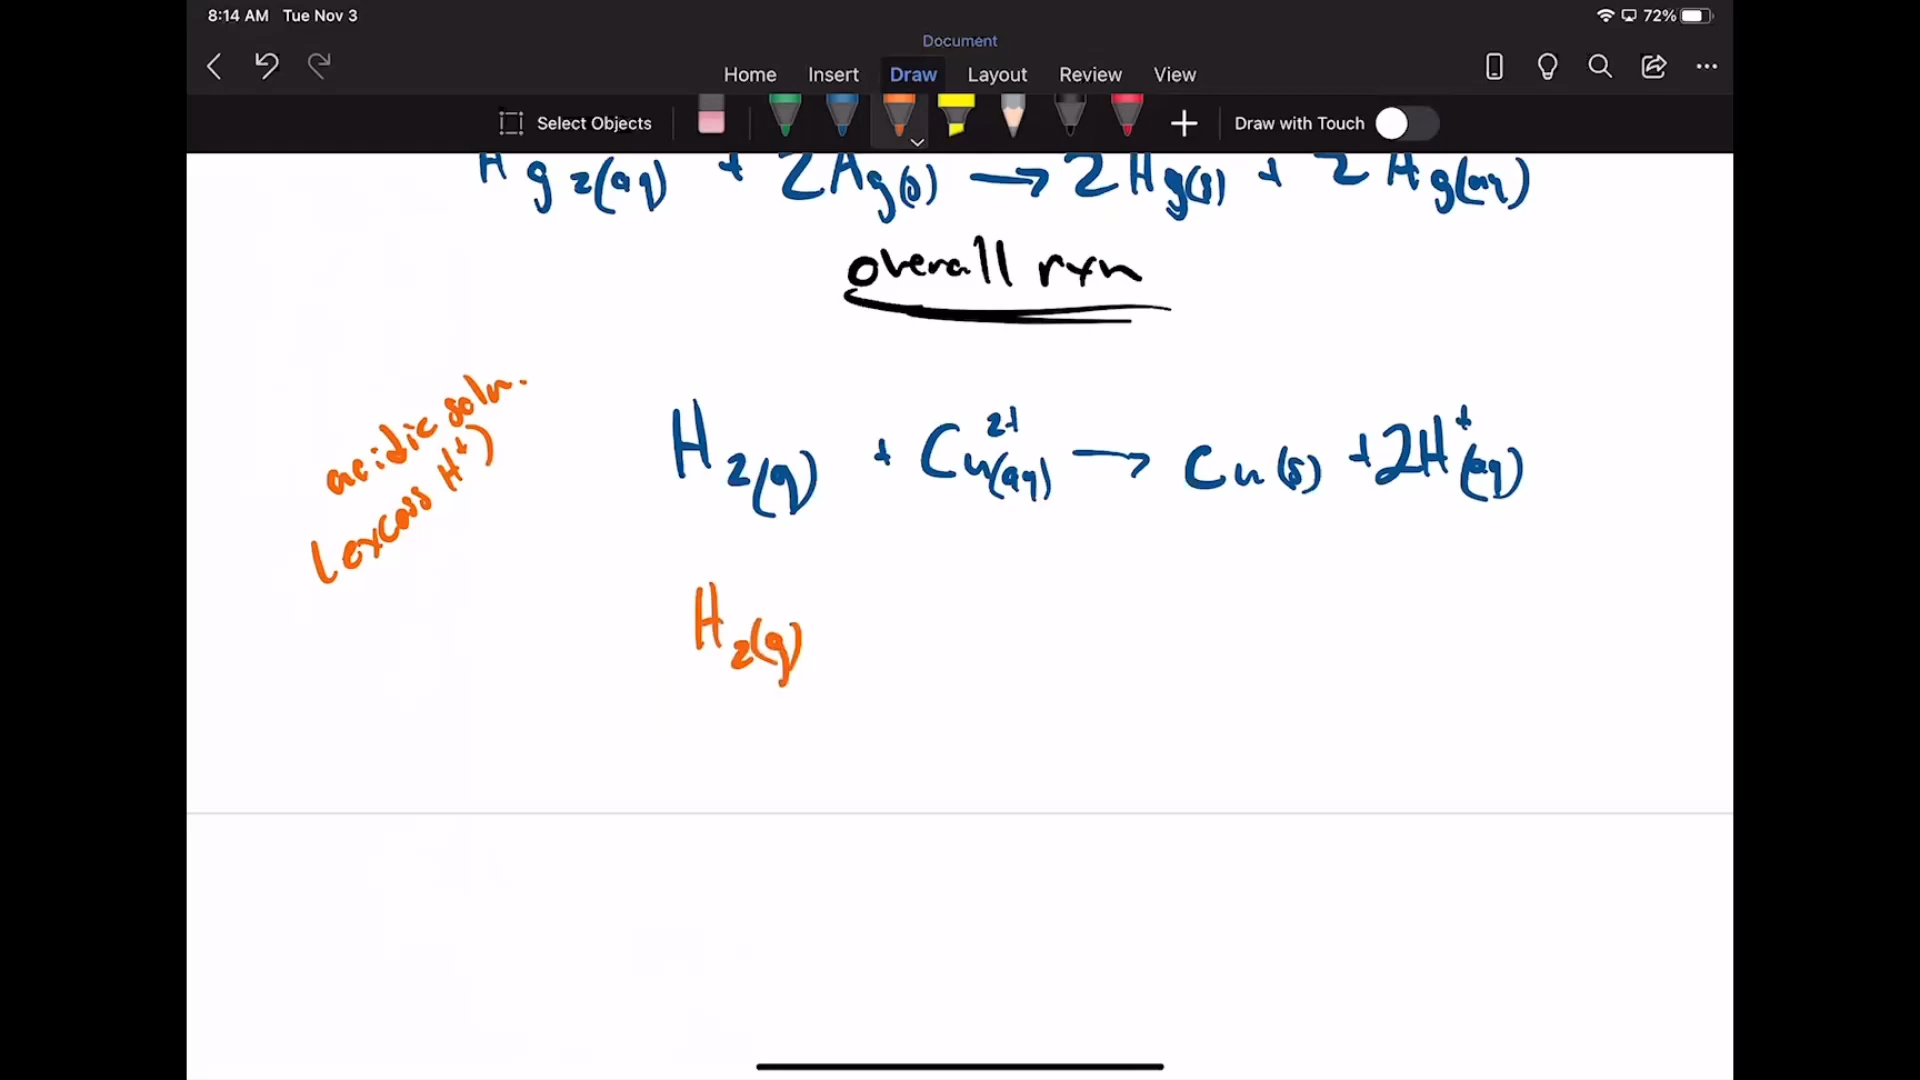 8:14 AM Tue Nov 3
72%
Document
Home Insert Draw Layout Review View
Select Objects
Draw with Touch
Hg2(aq) + 2Ag(s) → 2Hg(s) + 2Ag(aq)
overall rxn
acidic soln.
(excess H+)
H2(g) + Cu2+(aq) → Cu(s) + 2H+(aq)
H2(g)